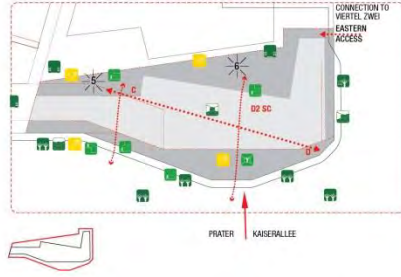 CONNECTION TO
VIERTEL ZWEI
EASTERN
ACCESS
5
6
C
D2 SC
PRATER KAISERALLEE